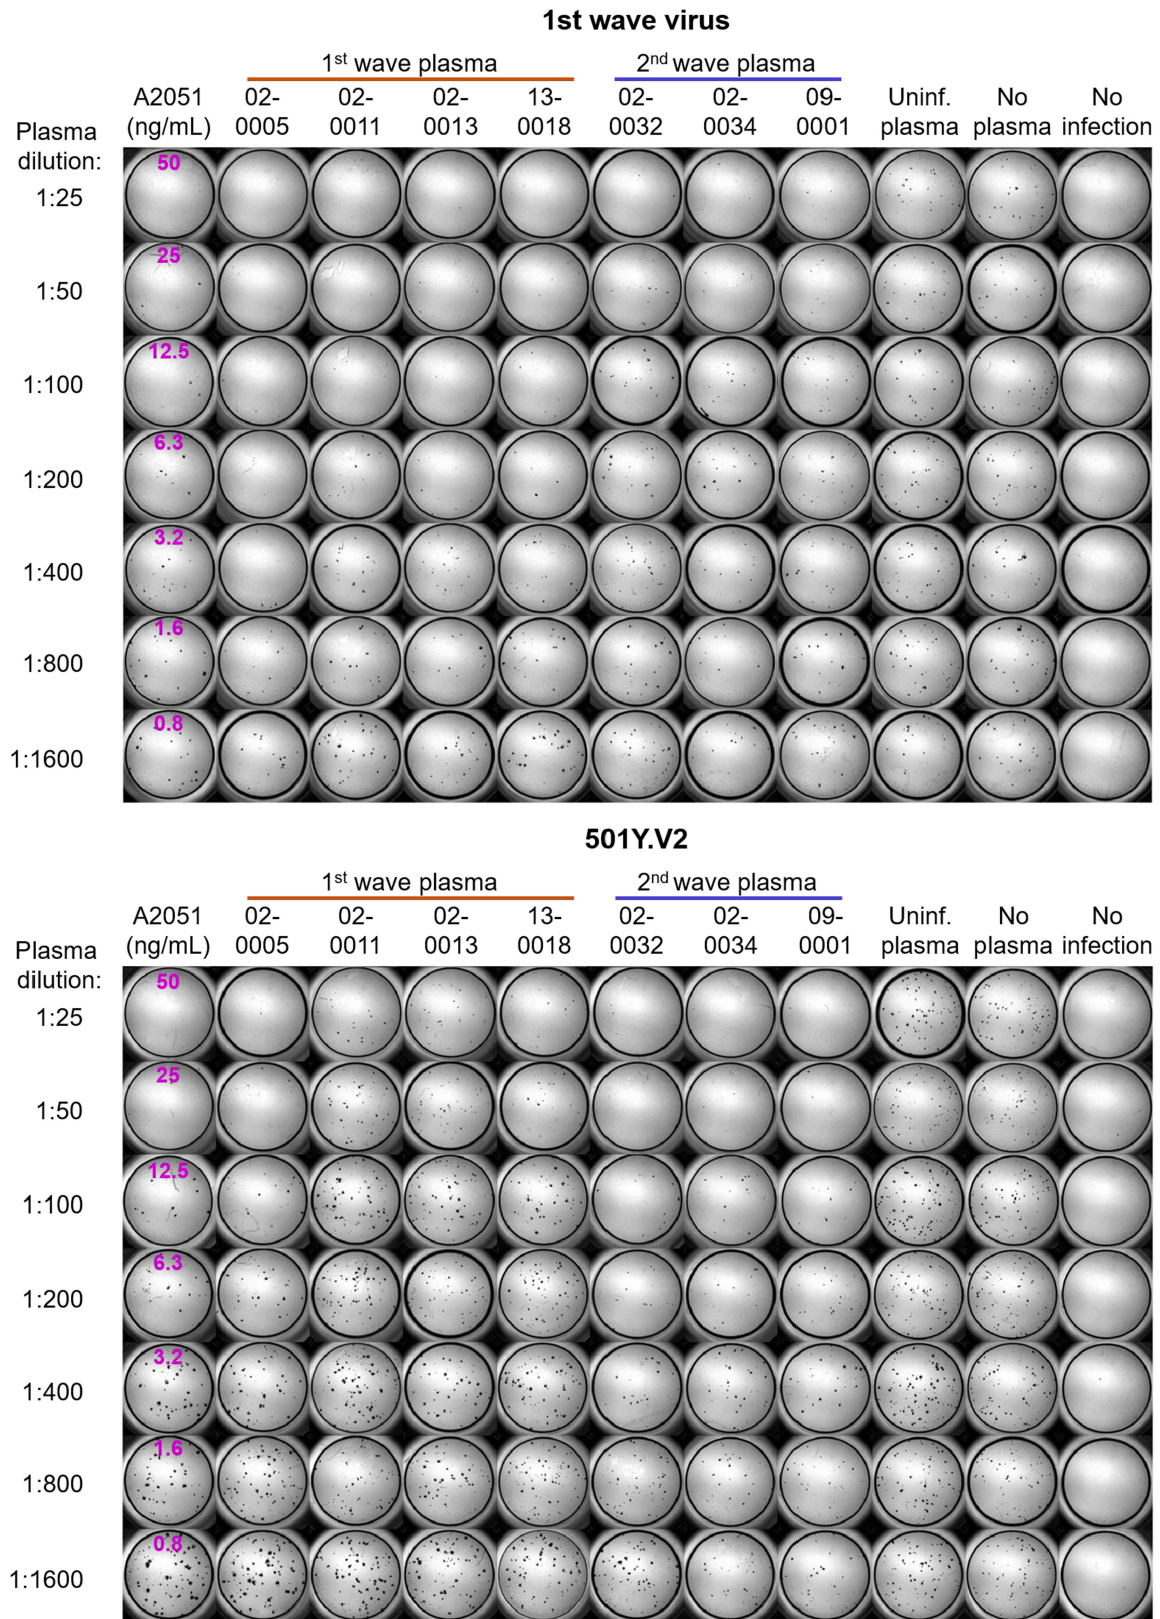 1st wave virus
1st wave plasma 2nd wave plasma
A2051 02- 02- 02- 13- 02- 02- 09- Uninf. No No
(ng/mL) 0005 0011 0013 0018 0032 0034 0001 plasma plasma infection
Plasma
dilution:
50
1:25
25
1:50
12.5
1:100
6.3
1:200
3.2
1:400
1.6
1:800
0.8
1:1600
501Y.V2
1st wave plasma 2nd wave plasma
A2051 02- 02- 02- 13- 02- 02- 09- Uninf. No No
(ng/mL) 0005 0011 0013 0018 0032 0034 0001 plasma plasma infection
Plasma
dilution:
50
1:25
25
1:50
12.5
1:100
6.3
1:200
3.2
1:400
1.6
1:800
0.8
1:1600